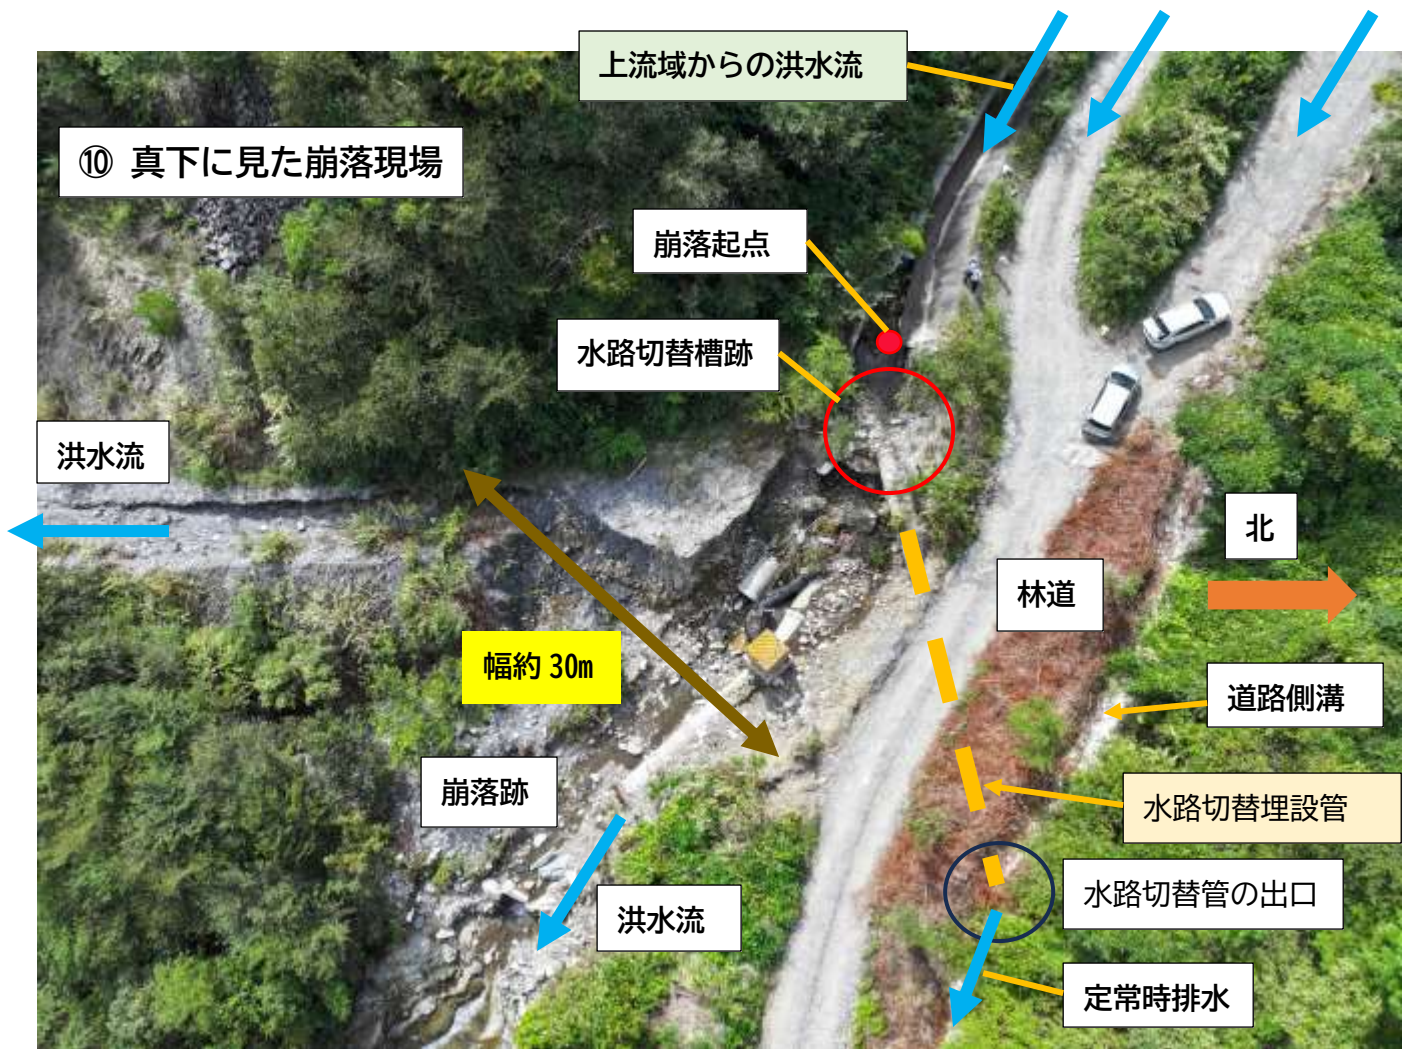 上流域からの洪水流
⑩ 真下に見た崩落現場
崩落起点
水路切替槽跡
洪水流
北
林道
幅約 30m
道路側溝
崩落跡
水路切替埋設管
水路切替管の出口
洪水流
定常時排水